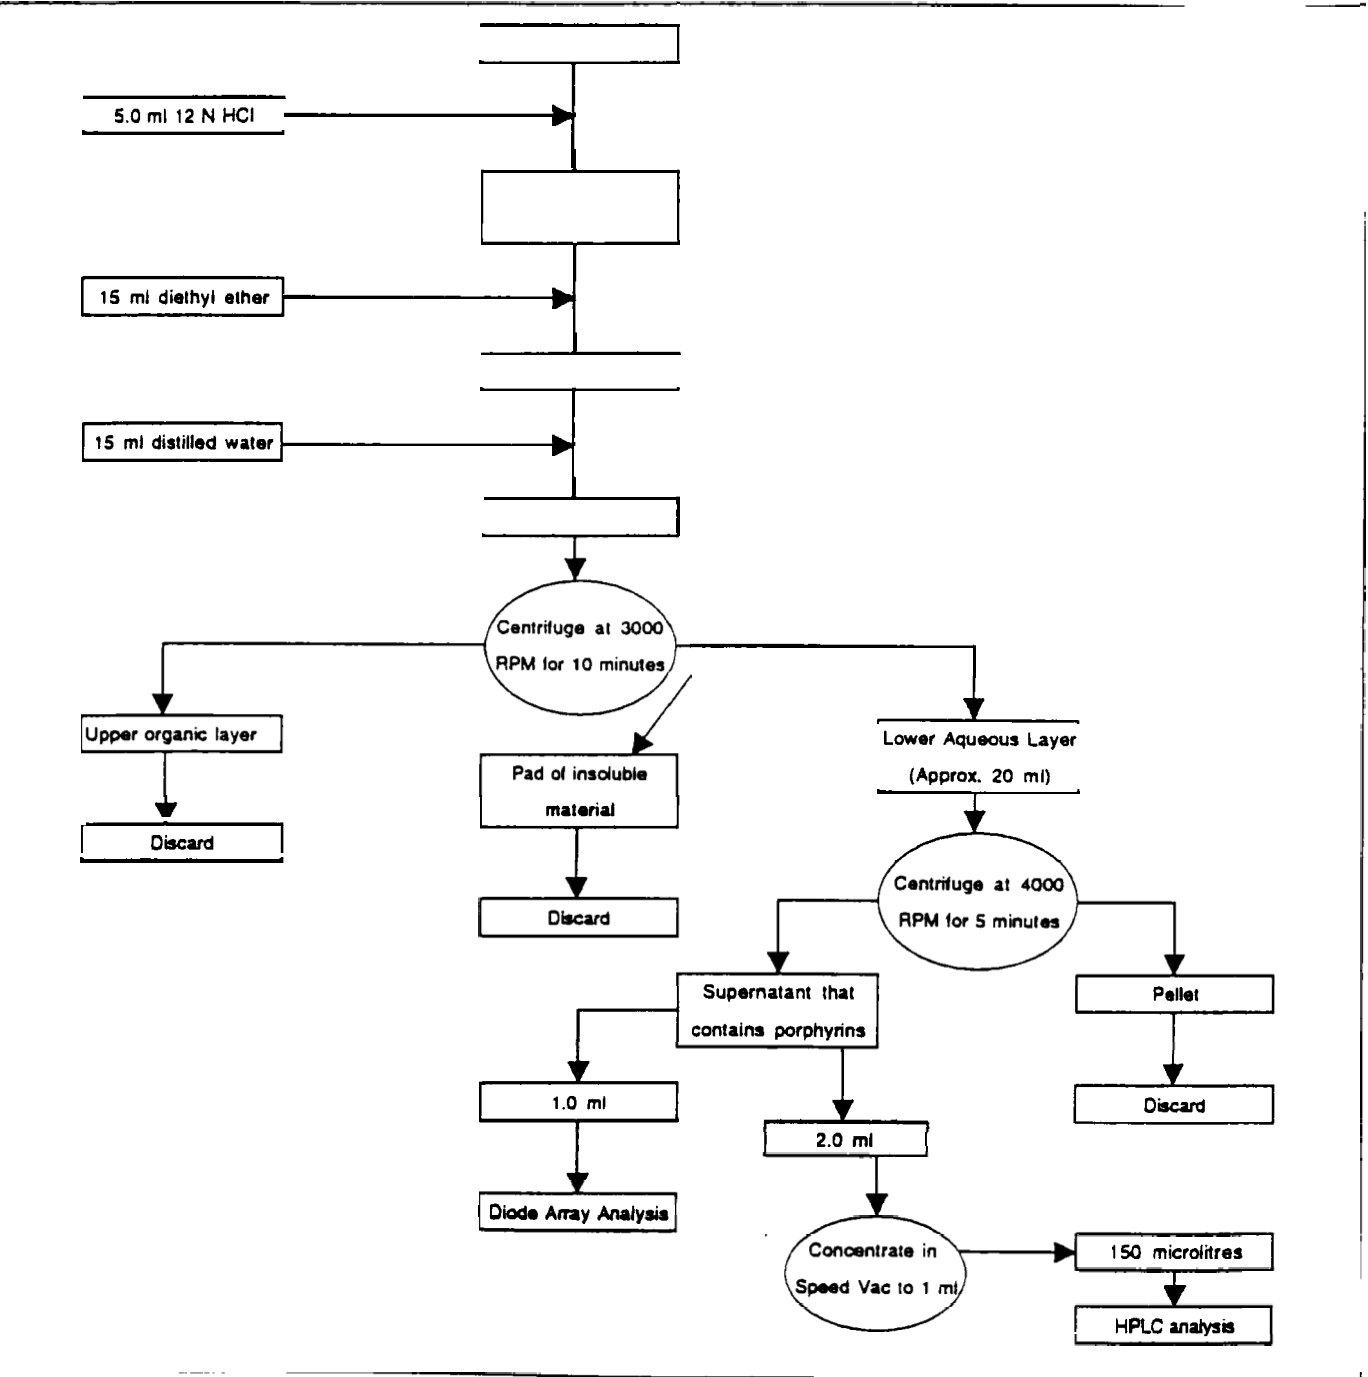 5.0 ml 12 N HCl
15 ml diethyl ether
15 ml distilled water
Centrifuge at 3000
RPM for 10 minutes
Upper organic layer
Discard
Pad of insoluble
material
Discard
Lower Aqueous Layer
(Approx. 20 ml)
Centrifuge at 4000
RPM for 5 minutes
Supernatant that
contains porphyrins
Pellet
Discard
1.0 ml
Diode Array Analysis
2.0 ml
Concentrate in
Speed Vac to 1 ml
150 microlitres
HPLC analysis